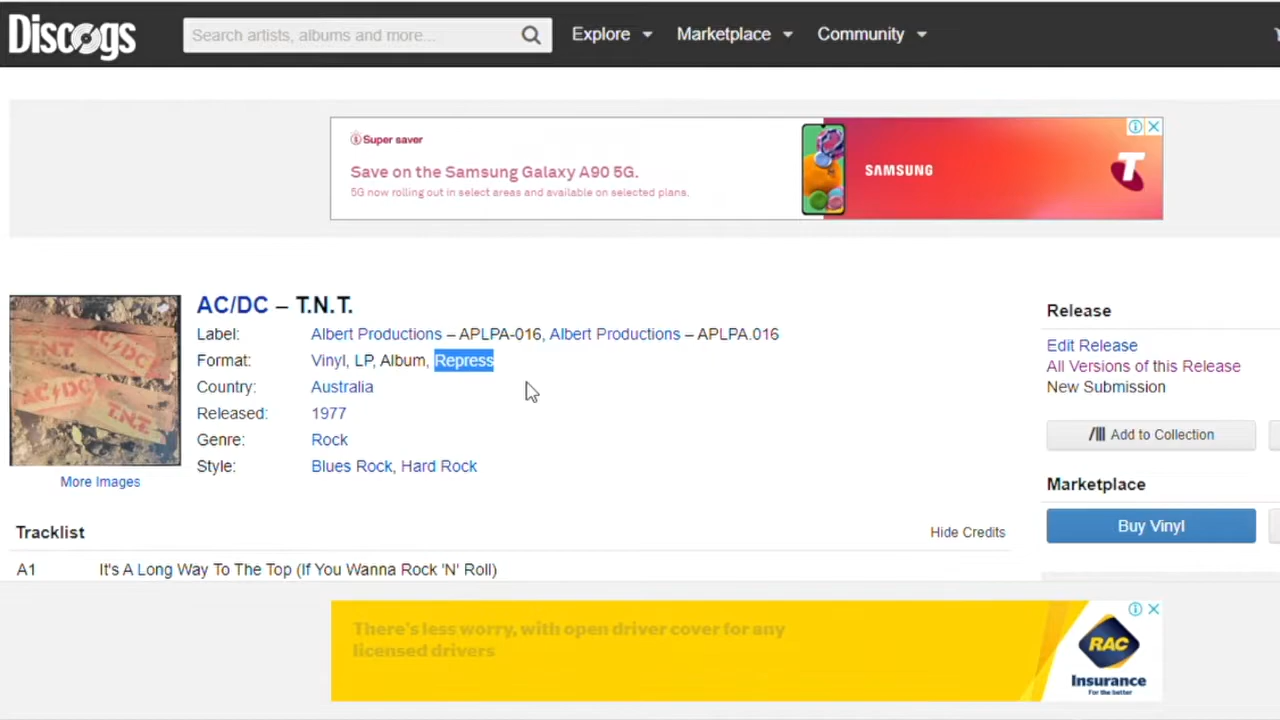 Discogs Search artists, albums and more... Explore Marketplace Community
Super saver
Save on the Samsung Galaxy A90 5G.
5G now rolling out in select areas and available on selected plans.
SAMSUNG
T
AC/DC – T.N.T.
Label: Albert Productions – APLPA-016, Albert Productions – APLPA.016
Format: Vinyl, LP, Album, Repress
Country: Australia
Released: 1977
Genre: Rock
Style: Blues Rock, Hard Rock
T.N.T. AC/DC
AC/DC T.N.T.
More Images
Release
Edit Release
All Versions of this Release
New Submission
Add to Collection
Marketplace
Buy Vinyl
Tracklist Hide Credits
A1 It's A Long Way To The Top (If You Wanna Rock 'N' Roll)
There's less worry, with open driver cover for any
licensed drivers
RAC
Insurance
For the better